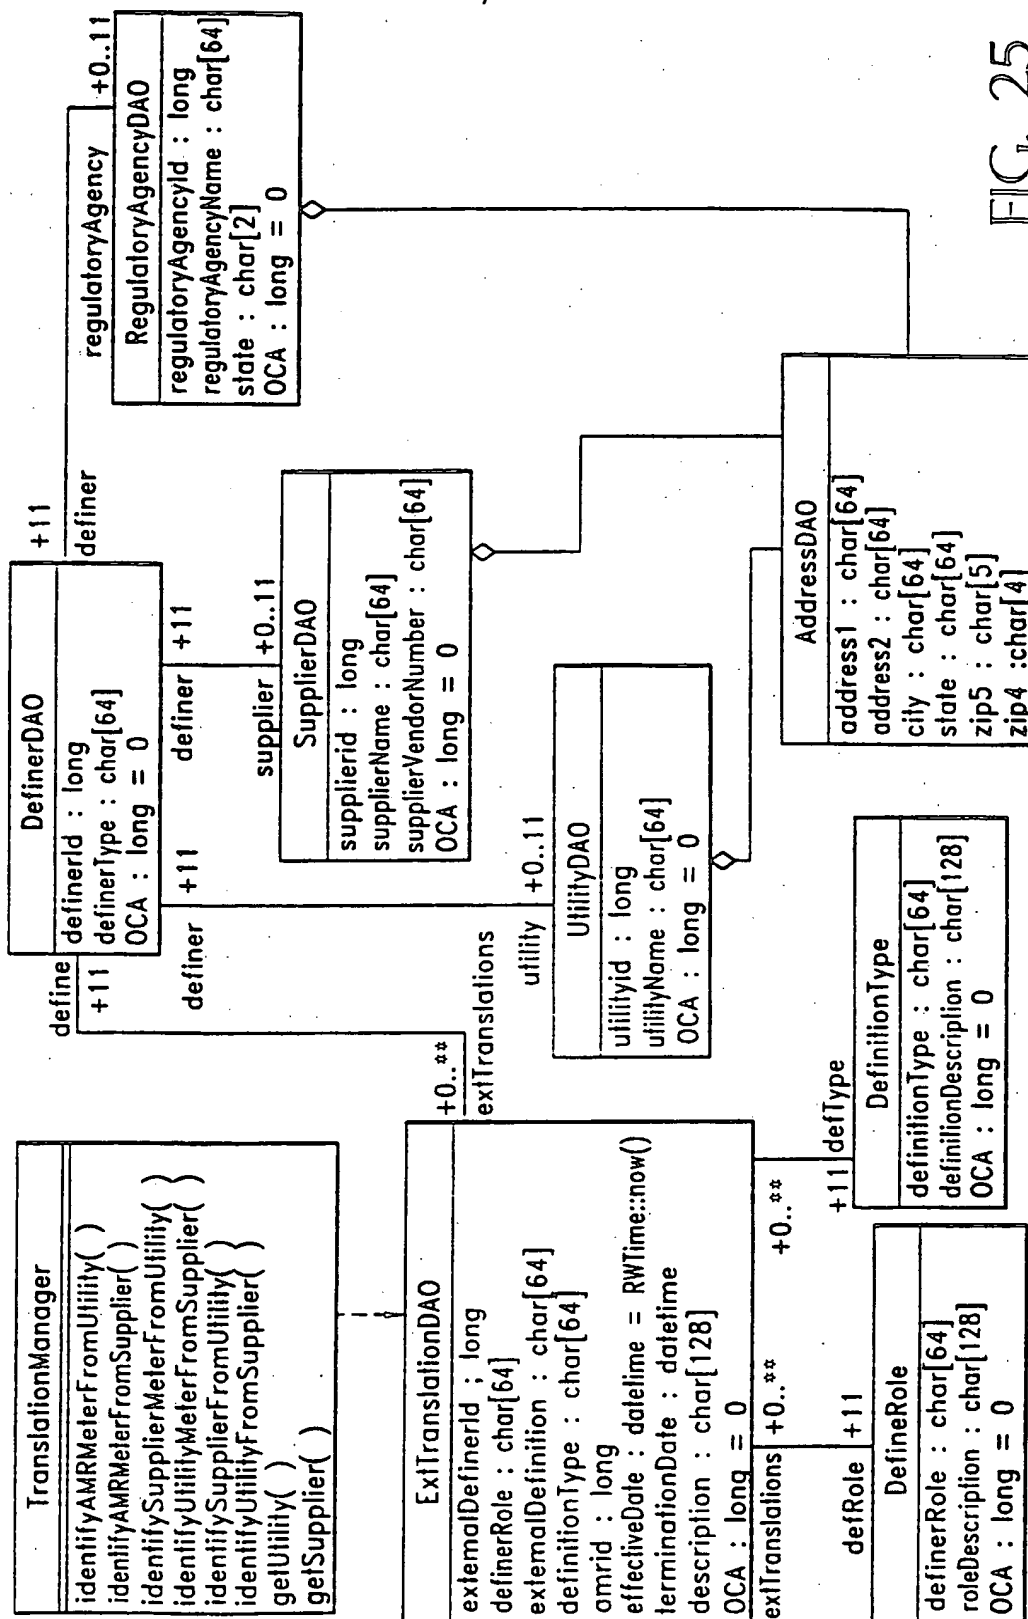 TranslationManager
identifyAMRMeterFromUtility( )
identifyAMRMeterFromSupplier( )
identifySupplierMeterFromUtility( )
identifyUtilityMeterFromSupplier( )
identifySupplierFromUtility( )
identifyUtilityFromSupplier( )
getUtility( )
getSupplier( )
DefinerDAO
definerId : long
definerType : char[64]
OCA : long = 0
define
+11
definer
+11
definer
+11
+11
definer
regulatoryAgency
+0..11
RegulatoryAgencyDAO
regulatoryAgencyId : long
regulatoryAgencyName : char[64]
state : char[2]
OCA : long = 0
supplier
+0..11
SupplierDAO
supplierid : long
supplierName : char[64]
supplierVendorNumber : char[64]
OCA : long = 0
utility
+0..11
UtilityDAO
utilityid : long
utilityName : char[64]
OCA : long = 0
+0..**
extTranslations
ExtTranslationDAO
externalDefinerId ; long
definerRole : char[64]
externalDefinition : char[64]
definitionType : char[64]
amrid : long
effectiveDate : datetime = RWTime::now()
terminationDate : datetime
description : char[128]
OCA : long = 0
extTranslations
+0..**
+0..**
defRole
+11
+11
defType
DefineRole
definerRole : char[64]
roleDescription : char[128]
OCA : long = 0
DefinitionType
definitionType : char[64]
definitionDescription : char[128]
OCA : long = 0
AddressDAO
address1 : char[64]
address2 : char[64]
city : char[64]
state : char[64]
zip5 : char[5]
zip4 :char[4]
FIG. 25